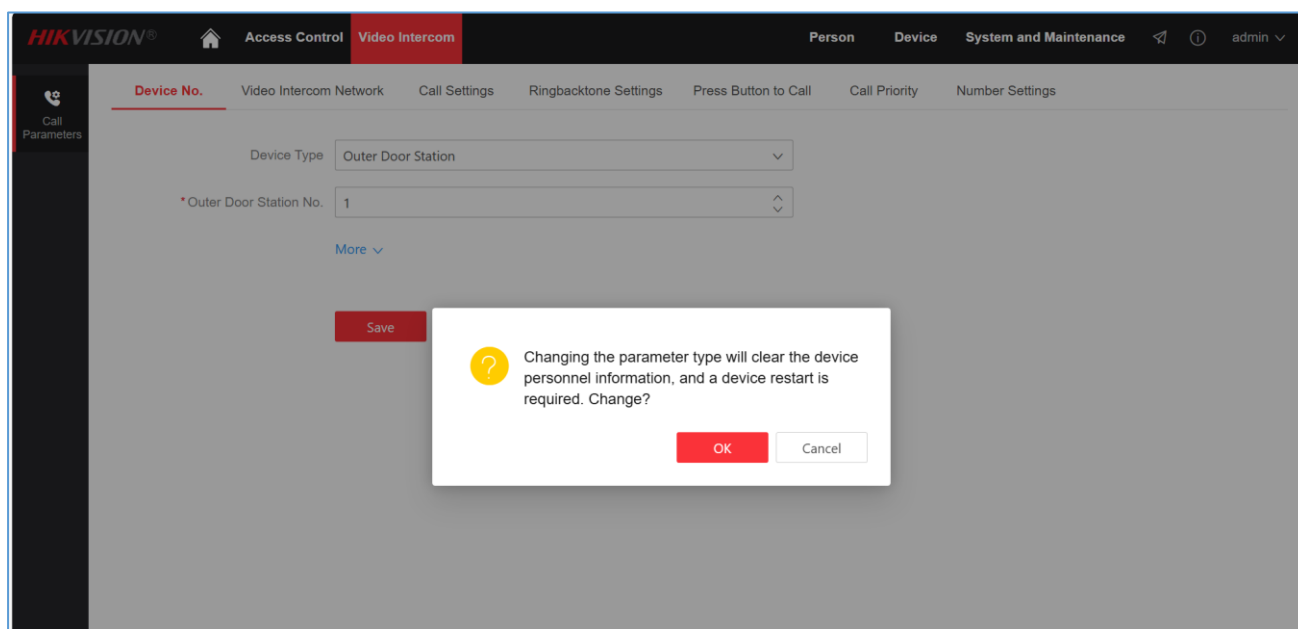 HIKVISION® Access Control Video Intercom Person Device System and Maintenance admin
Call
Parameters
Device No. Video Intercom Network Call Settings Ringbacktone Settings Press Button to Call Call Priority Number Settings
Device Type Outer Door Station
*Outer Door Station No. 1
More
Save
Changing the parameter type will clear the device
personnel information, and a device restart is
required. Change?
OK Cancel